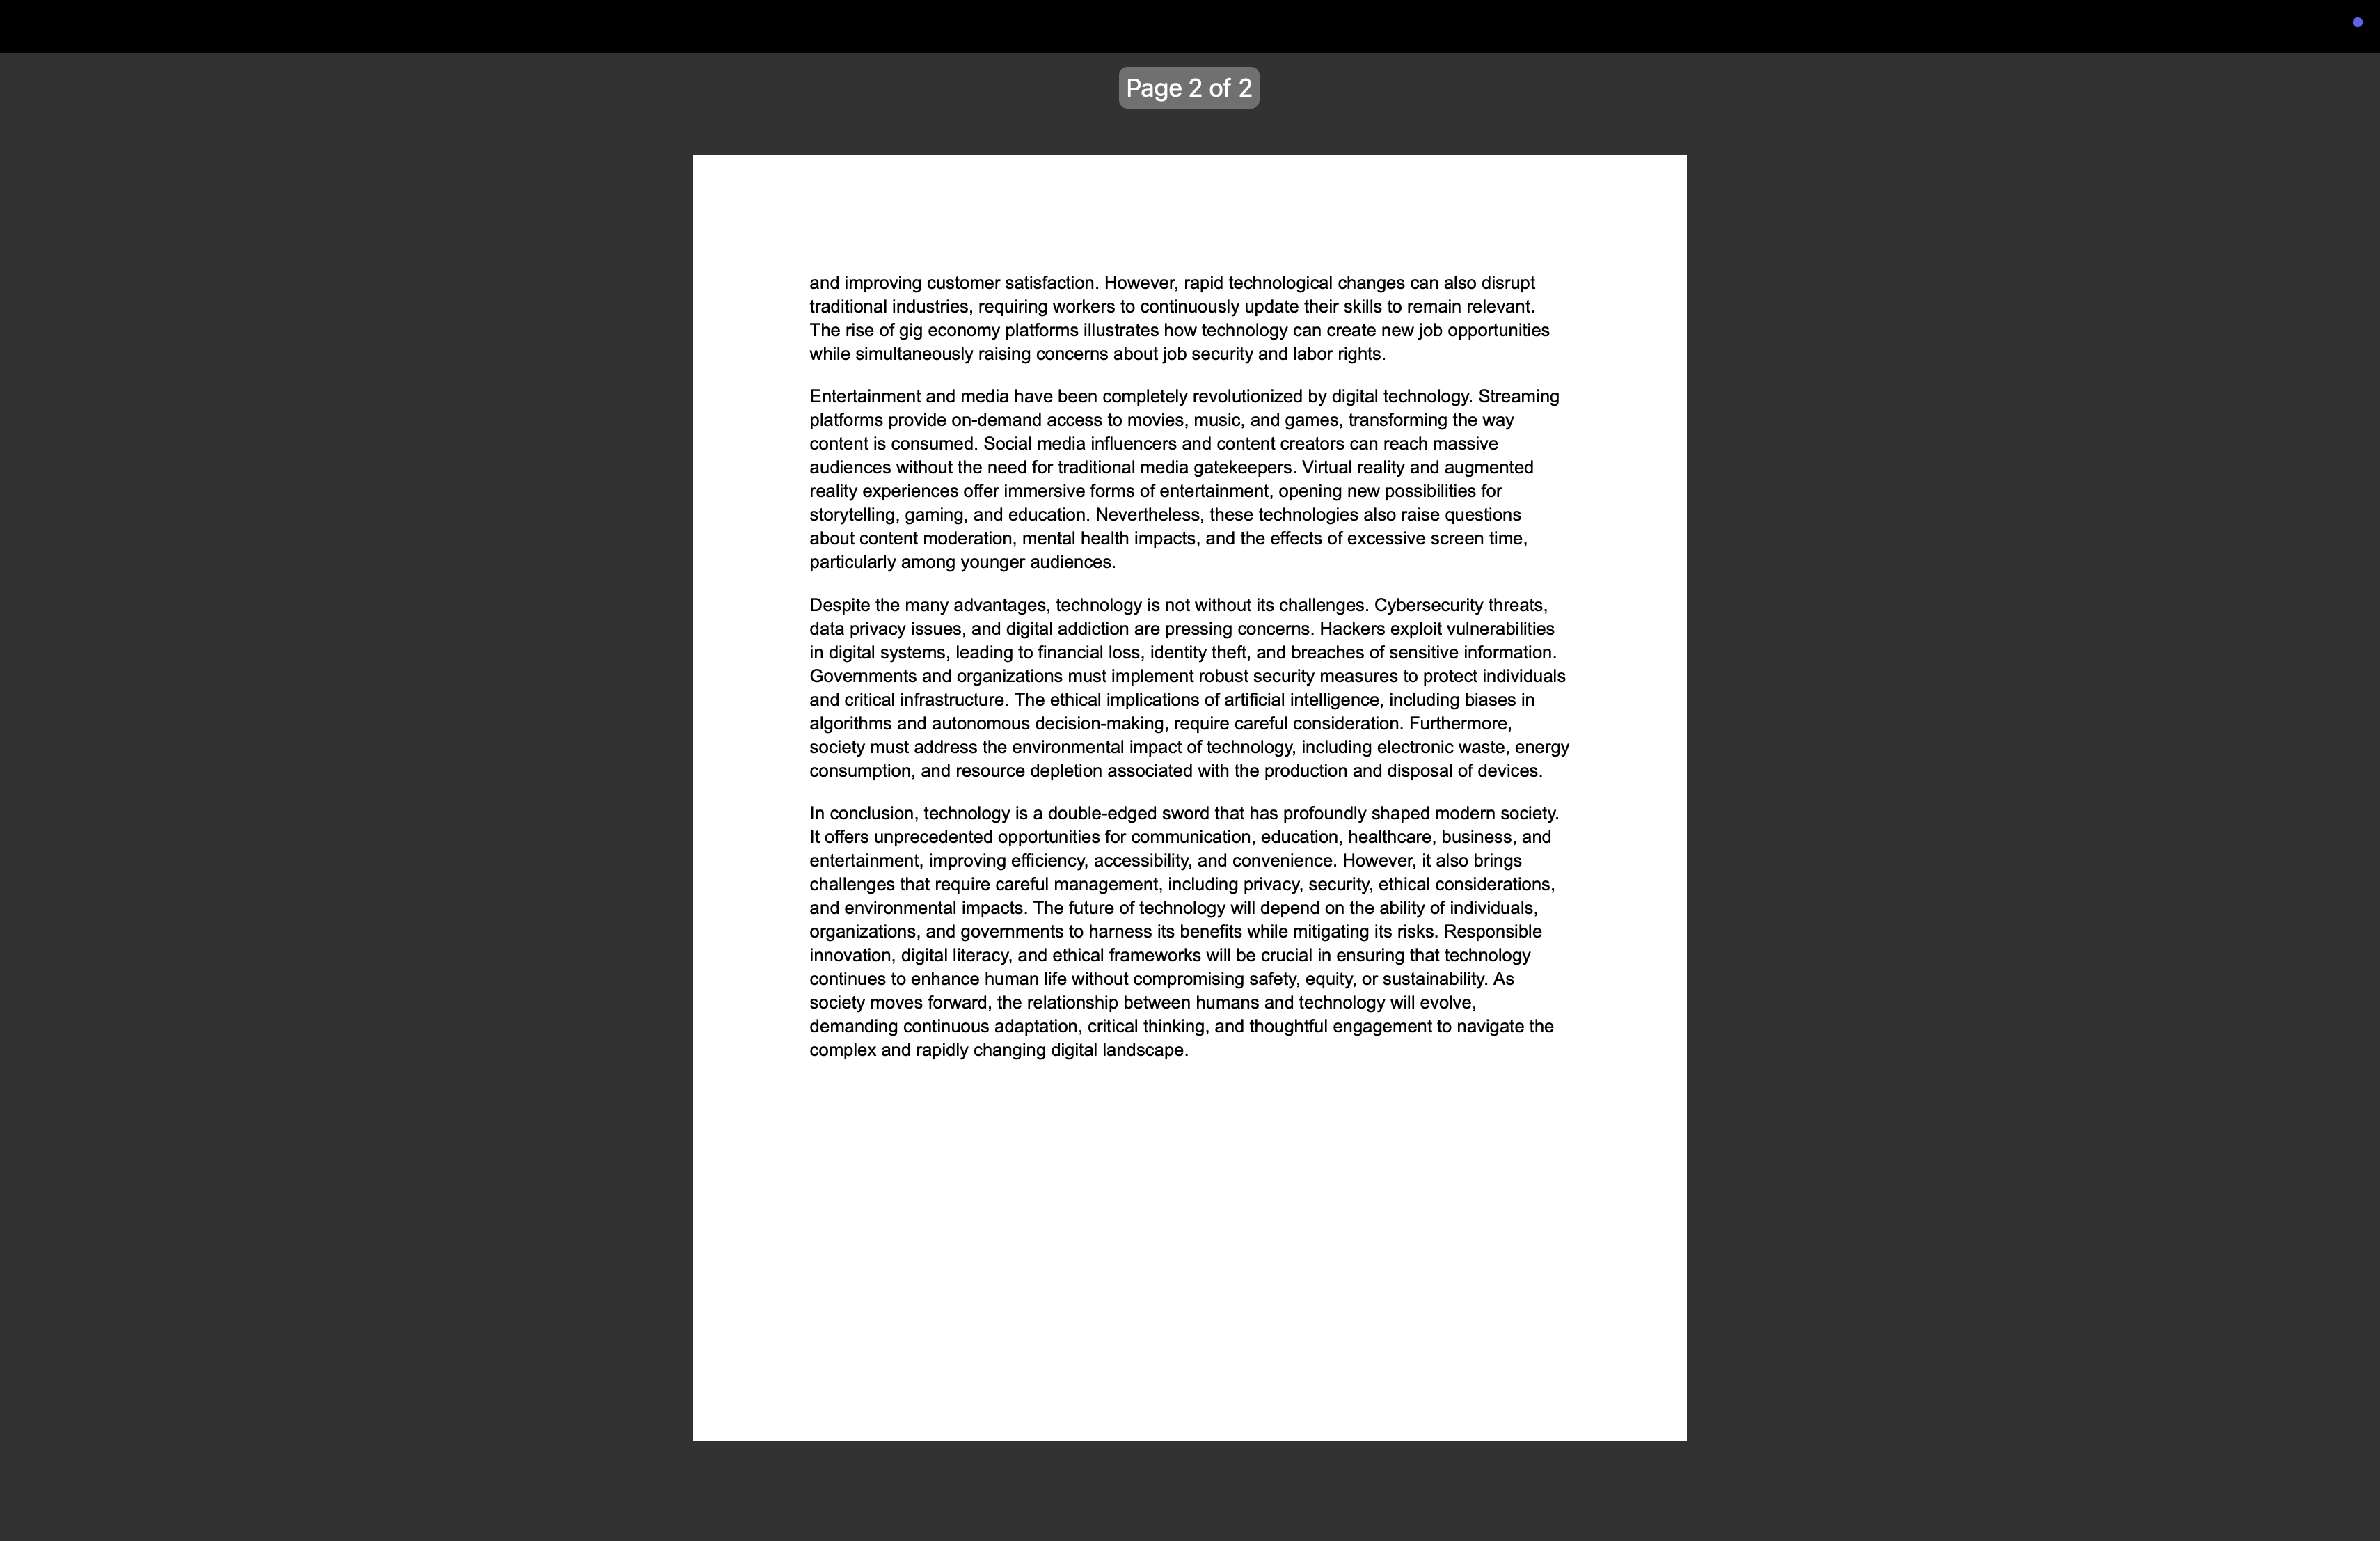 Page 2 of 2
and improving customer satisfaction. However, rapid technological changes can also disrupt
traditional industries, requiring workers to continuously update their skills to remain relevant.
The rise of gig economy platforms illustrates how technology can create new job opportunities
while simultaneously raising concerns about job security and labor rights.
Entertainment and media have been completely revolutionized by digital technology. Streaming
platforms provide on-demand access to movies, music, and games, transforming the way
content is consumed. Social media influencers and content creators can reach massive
audiences without the need for traditional media gatekeepers. Virtual reality and augmented
reality experiences offer immersive forms of entertainment, opening new possibilities for
storytelling, gaming, and education. Nevertheless, these technologies also raise questions
about content moderation, mental health impacts, and the effects of excessive screen time,
particularly among younger audiences.
Despite the many advantages, technology is not without its challenges. Cybersecurity threats,
data privacy issues, and digital addiction are pressing concerns. Hackers exploit vulnerabilities
in digital systems, leading to financial loss, identity theft, and breaches of sensitive information.
Governments and organizations must implement robust security measures to protect individuals
and critical infrastructure. The ethical implications of artificial intelligence, including biases in
algorithms and autonomous decision-making, require careful consideration. Furthermore,
society must address the environmental impact of technology, including electronic waste, energy
consumption, and resource depletion associated with the production and disposal of devices.
In conclusion, technology is a double-edged sword that has profoundly shaped modern society.
It offers unprecedented opportunities for communication, education, healthcare, business, and
entertainment, improving efficiency, accessibility, and convenience. However, it also brings
challenges that require careful management, including privacy, security, ethical considerations,
and environmental impacts. The future of technology will depend on the ability of individuals,
organizations, and governments to harness its benefits while mitigating its risks. Responsible
innovation, digital literacy, and ethical frameworks will be crucial in ensuring that technology
continues to enhance human life without compromising safety, equity, or sustainability. As
society moves forward, the relationship between humans and technology will evolve,
demanding continuous adaptation, critical thinking, and thoughtful engagement to navigate the
complex and rapidly changing digital landscape.